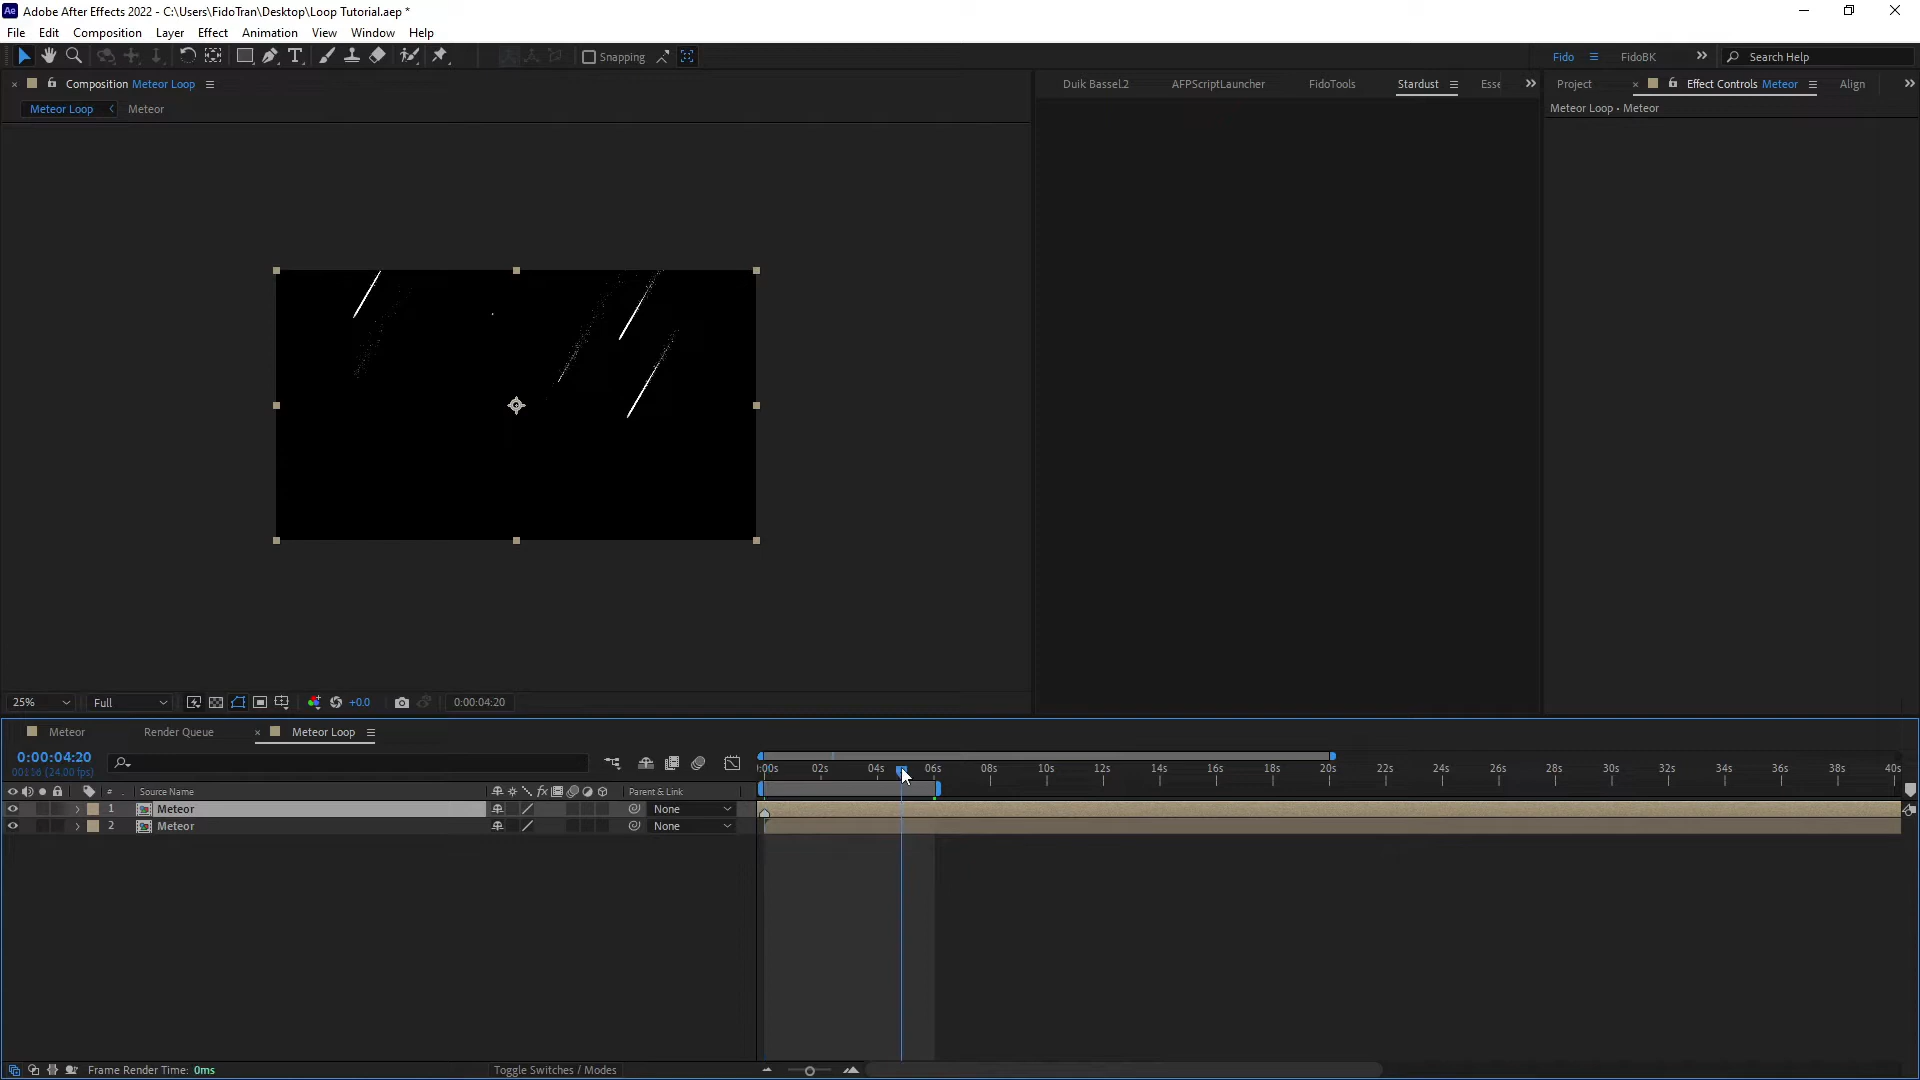 Adobe After Effects 2022 - C:\Users\FidoTran\Desktop\Loop Tutorial.aep *
File Edit Composition Layer Effect Animation View Window Help
Snapping
Fido FidoBK Search Help
Composition Meteor Loop
Duik Bassel.2 AFPScriptLauncher FidoTools Stardust Esse
Project Effect Controls Meteor Align
Meteor Loop Meteor
Meteor Loop • Meteor
25% Full +0.0 0:00:04:20
Meteor Render Queue Meteor Loop
0:00:04:20
00116 (24.00 fps)
:00s 02s 04s 06s 08s 10s 12s 14s 16s 18s 20s 22s 24s 26s 28s 30s 32s 34s 36s 38s 40s
# Source Name fx Parent & Link
1 Meteor None
2 Meteor None
Frame Render Time: 0ms Toggle Switches / Modes